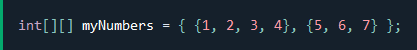 int[][] myNumbers = { {1, 2, 3, 4}, {5, 6, 7} };